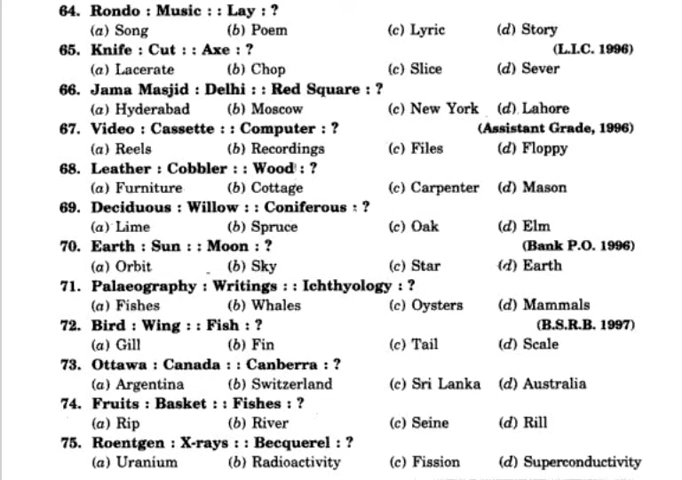 64. Rondo : Music : : Lay : ?
(a) Song (b) Poem (c) Lyric (d) Story
65. Knife : Cut : : Axe : ? (L.I.C. 1996)
(a) Lacerate (b) Chop (c) Slice (d) Sever
66. Jama Masjid : Delhi : : Red Square : ?
(a) Hyderabad (b) Moscow (c) New York (d) Lahore
67. Video : Cassette : : Computer : ? (Assistant Grade, 1996)
(a) Reels (b) Recordings (c) Files (d) Floppy
68. Leather : Cobbler : : Wood : ?
(a) Furniture (b) Cottage (c) Carpenter (d) Mason
69. Deciduous : Willow : : Coniferous : ?
(a) Lime (b) Spruce (c) Oak (d) Elm
70. Earth : Sun : : Moon : ? (Bank P.O. 1996)
(a) Orbit (b) Sky (c) Star (d) Earth
71. Palaeography : Writings : : Ichthyology : ?
(a) Fishes (b) Whales (c) Oysters (d) Mammals
72. Bird : Wing : : Fish : ? (B.S.R.B. 1997)
(a) Gill (b) Fin (c) Tail (d) Scale
73. Ottawa : Canada : : Canberra : ?
(a) Argentina (b) Switzerland (c) Sri Lanka (d) Australia
74. Fruits : Basket : : Fishes : ?
(a) Rip (b) River (c) Seine (d) Rill
75. Roentgen : X-rays : : Becquerel : ?
(a) Uranium (b) Radioactivity (c) Fission (d) Superconductivity